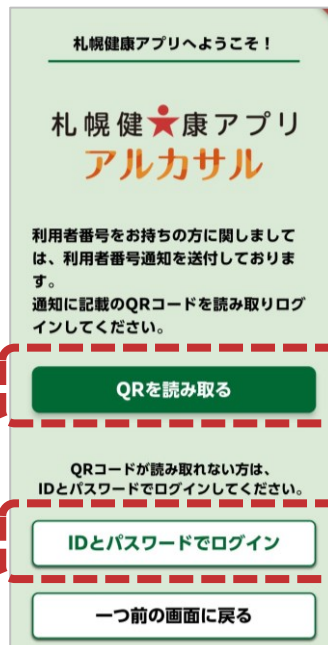 札幌健康アプリへようこそ！
札幌健★康アプリ
アルカサル
利用者番号をお持ちの方に関しまして
は、利用者番号通知を送付しておりま
す。
通知に記載のQRコードを読み取りログ
インしてください。
QRを読み取る
QRコードが読み取れない方は、
IDとパスワードでログインしてください。
IDとパスワードでログイン
一つ前の画面に戻る